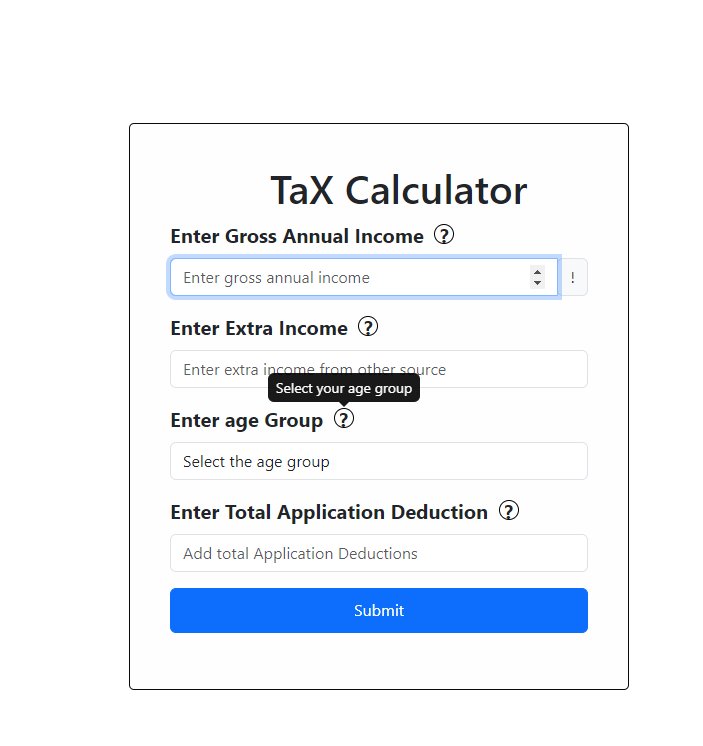 TaX Calculator
Enter Gross Annual Income ?
Enter gross annual income !
Enter Extra Income ?
Enter extra income from other source
Select your age group
Enter age Group ?
Select the age group
Enter Total Application Deduction ?
Add total Application Deductions
Submit